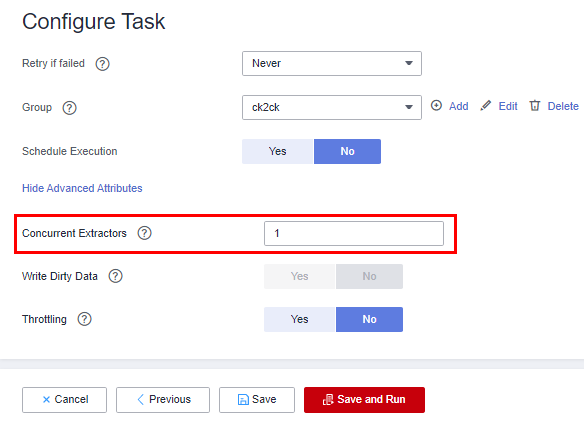 Configure Task
Retry if failed ? Never
Group ? ck2ck Add Edit Delete
Schedule Execution Yes No
Hide Advanced Attributes
Concurrent Extractors ? 1
Write Dirty Data ? Yes No
Throttling ? Yes No
Cancel Previous Save Save and Run